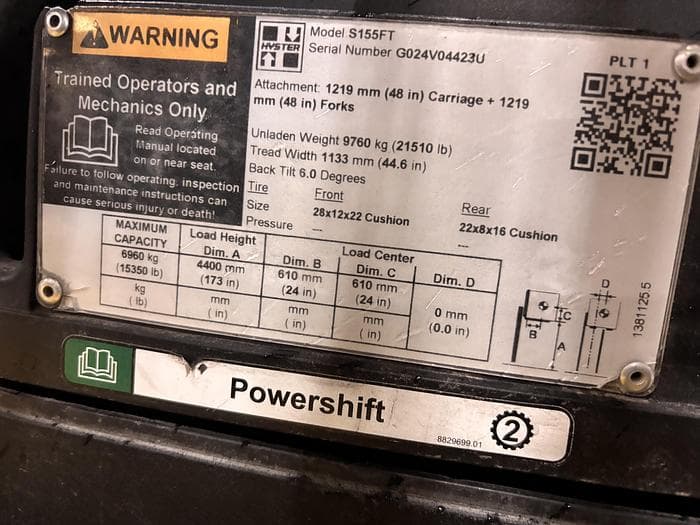 WARNING
Trained Operators and
Mechanics Only
Read Operating
Manual located
on or near seat.
Failure to follow operating, inspection
and maintenance instructions can
cause serious injury or death!
HYSTER
Model S155FT
Serial Number G024V04423U
PLT 1
Attachment: 1219 mm (48 in) Carriage + 1219
mm (48 in) Forks
Unladen Weight 9760 kg (21510 lb)
Tread Width 1133 mm (44.6 in)
Back Tilt 6.0 Degrees
Tire Front Rear
Size 28x12x22 Cushion 22x8x16 Cushion
Pressure --- ---
MAXIMUM CAPACITY Load Height Load Center
Dim. A Dim. B Dim. C Dim. D
6960 kg 4400 mm 610 mm 610 mm 0 mm
(15350 lb) (173 in) (24 in) (24 in) (0.0 in)
kg mm mm mm
(lb) (in) (in) (in)
D
C
B
A
13811255
Powershift
8829699.01
2